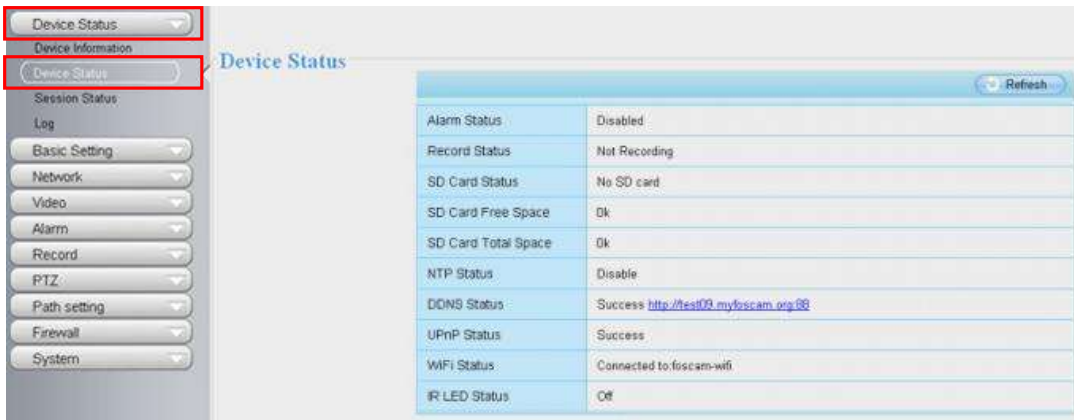 Device Status
Device Information
Device Status
Session Status
Log
Basic Setting
Network
Video
Alarm
Record
PTZ
Path setting
Firewall
System
Device Status
Refresh
Alarm Status Disabled
Record Status Not Recording
SD Card Status No SD card
SD Card Free Space 0k
SD Card Total Space 0k
NTP Status Disable
DDNS Status Success http://test09.myfoscam.org:88
UPnP Status Success
WiFi Status Connected to:foscam-wifi
IR LED Status Off